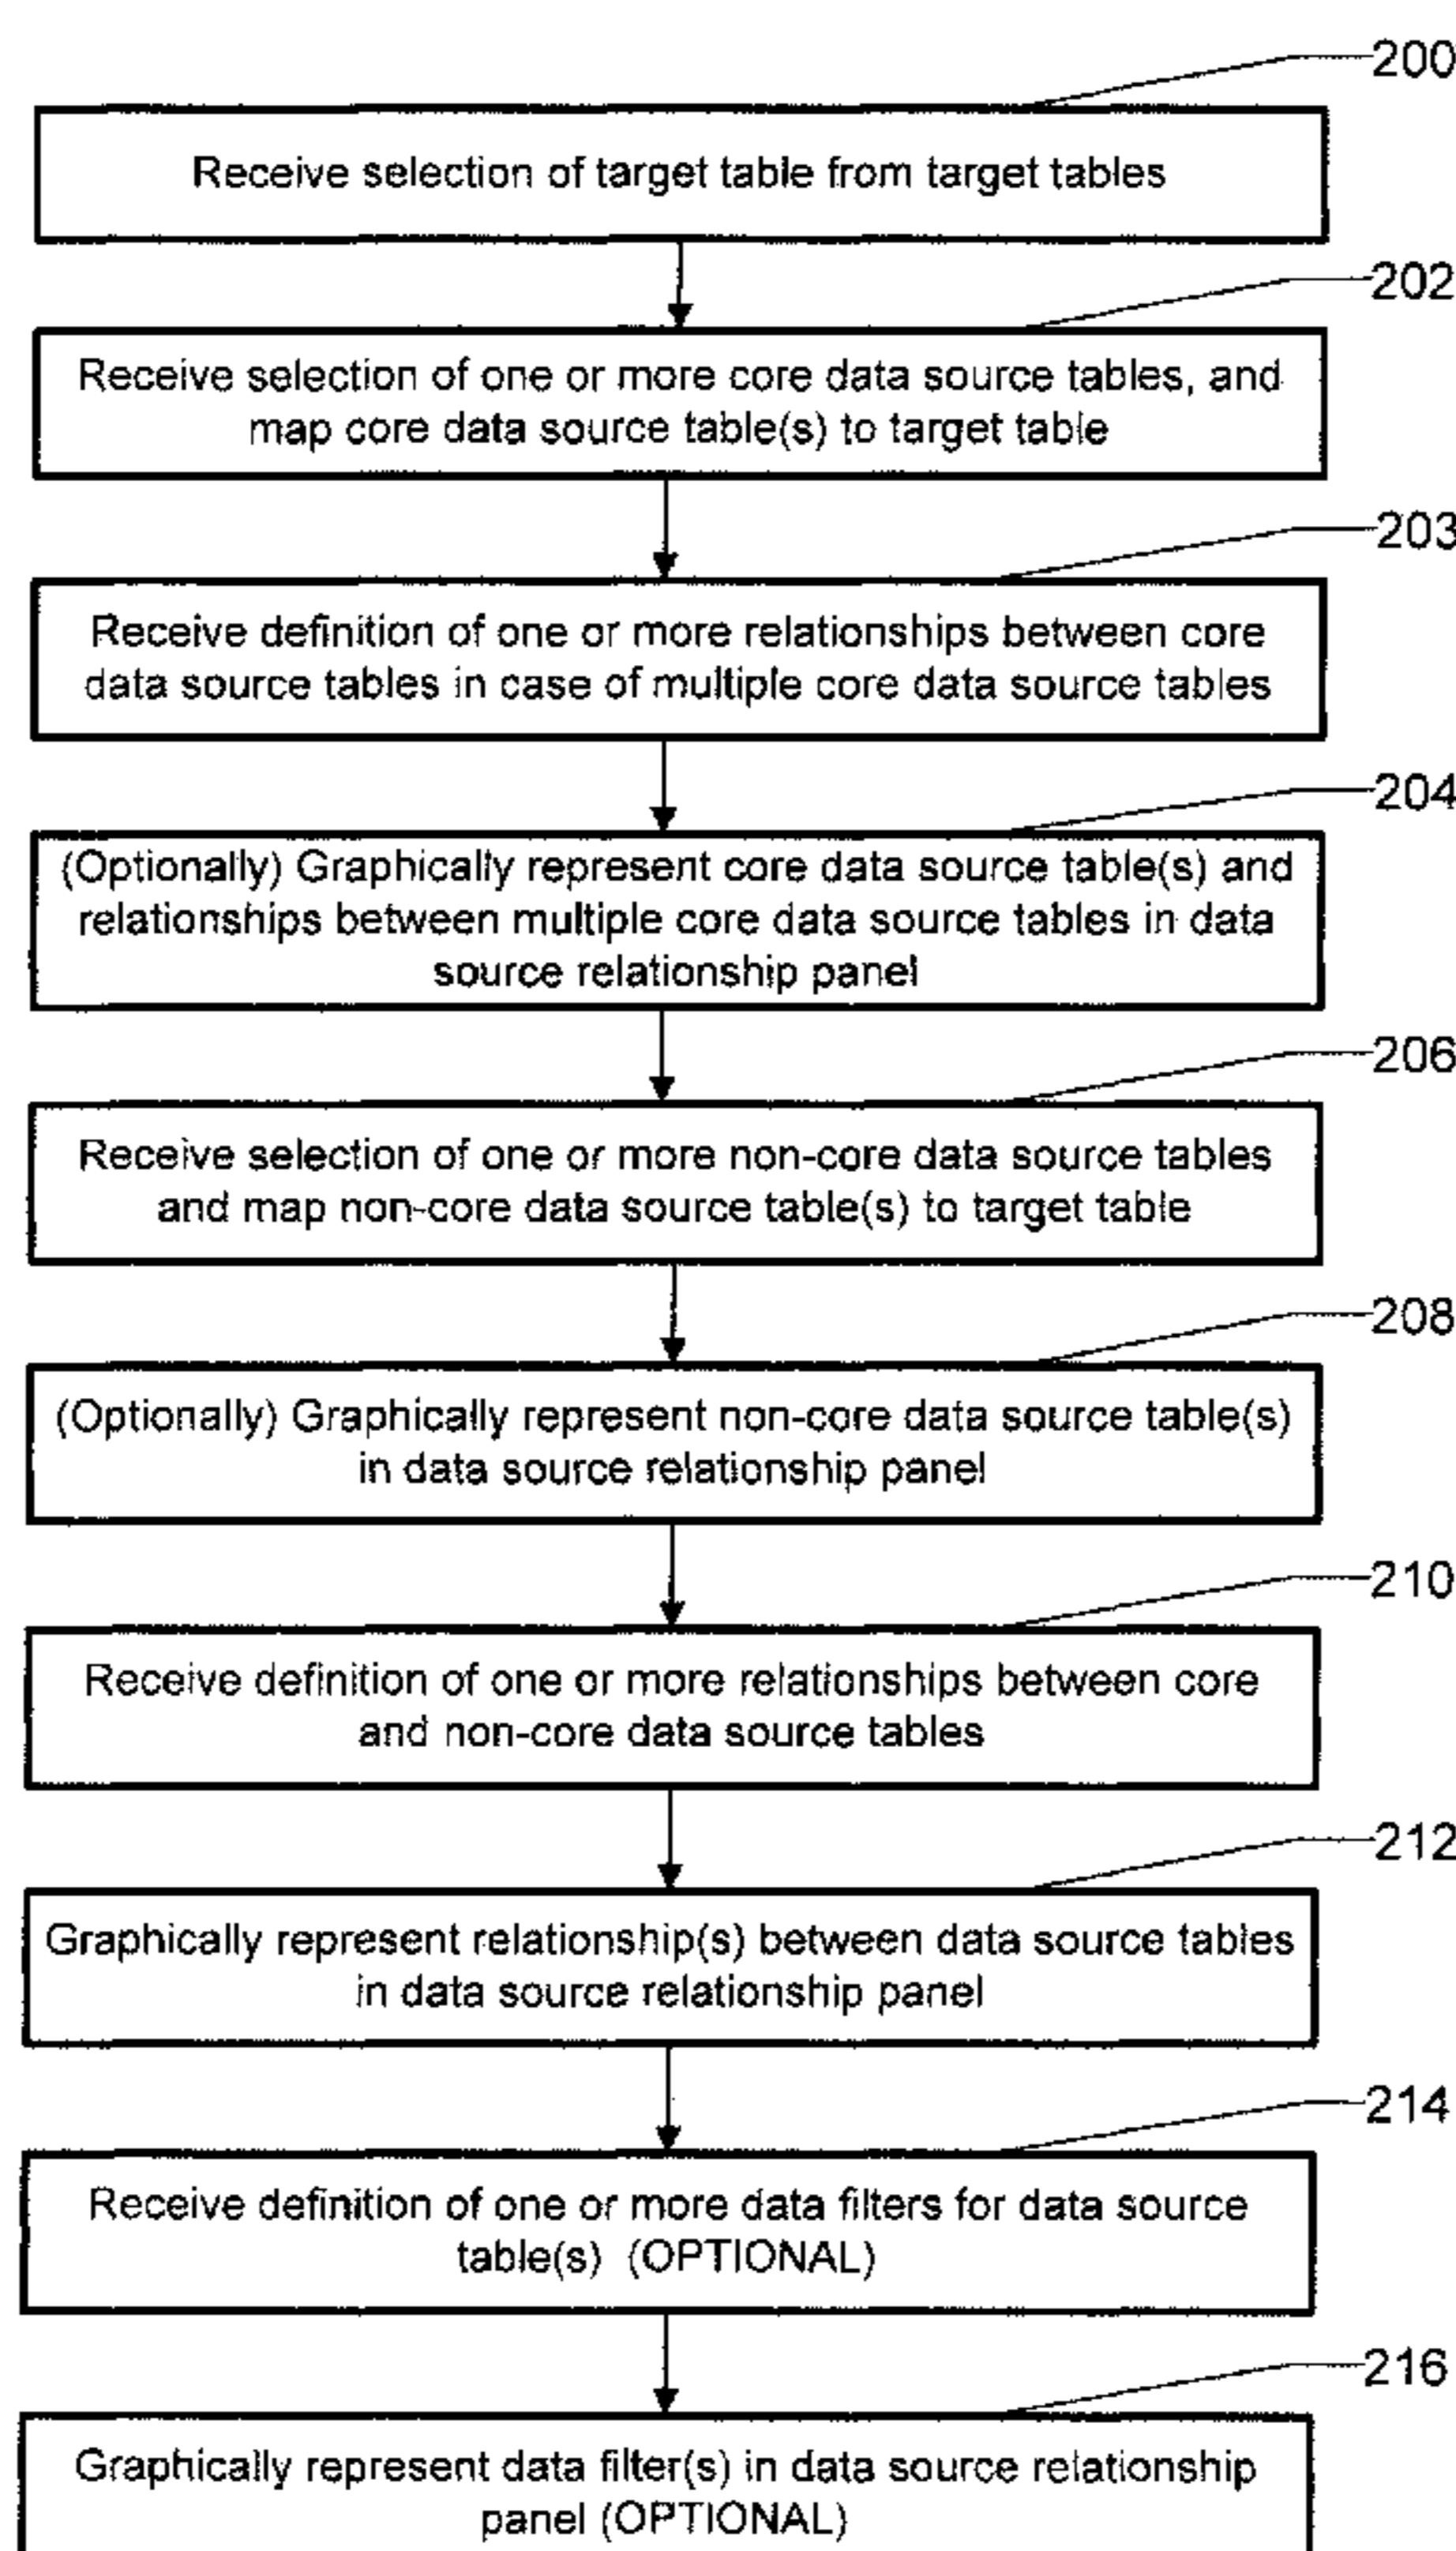 200
Receive selection of target table from target tables
202
Receive selection of one or more core data source tables, and
map core data source table(s) to target table
203
Receive definition of one or more relationships between core
data source tables in case of multiple core data source tables
204
(Optionally) Graphically represent core data source table(s) and
relationships between multiple core data source tables in data
source relationship panel
206
Receive selection of one or more non-core data source tables
and map non-core data source table(s) to target table
208
(Optionally) Graphically represent non-core data source table(s)
in data source relationship panel
210
Receive definition of one or more relationships between core
and non-core data source tables
212
Graphically represent relationship(s) between data source tables
in data source relationship panel
214
Receive definition of one or more data filters for data source
table(s) (OPTIONAL)
216
Graphically represent data filter(s) in data source relationship
panel (OPTIONAL)